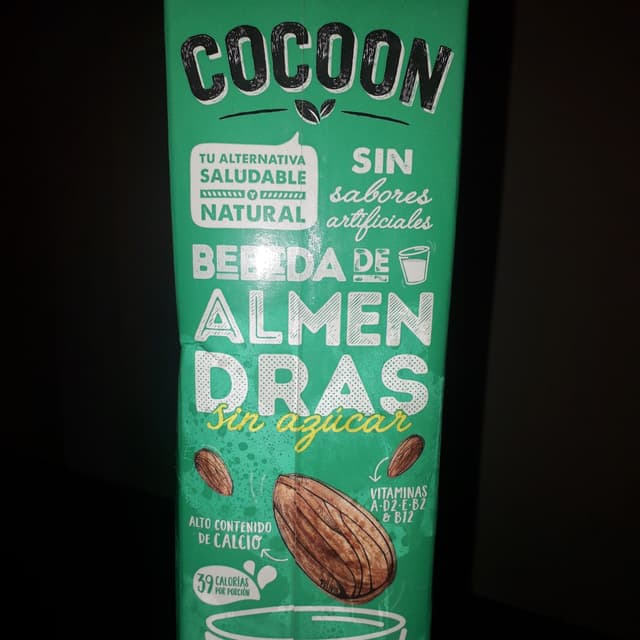 COCOON
TU ALTERNATIVA
SALUDABLE
Y
NATURAL
SIN
sabores
artificiales
BEBIDA DE
ALMEN
DRAS
sin azúcar
VITAMINAS
A·D2·E·B2
& B12
ALTO CONTENIDO
DE CALCIO
39 CALORÍAS
POR PORCIÓN